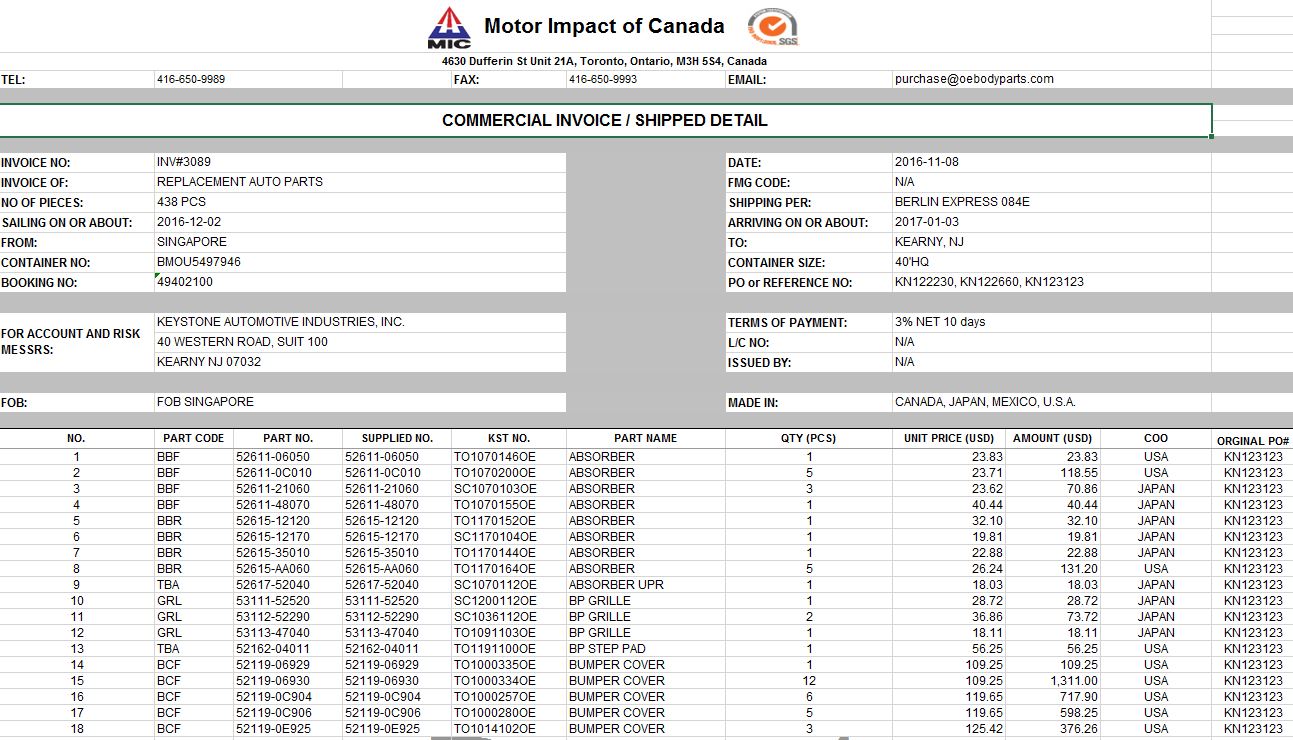 MIC
Motor Impact of Canada
SGS
4630 Dufferin St Unit 21A, Toronto, Ontario, M3H 5S4, Canada
TEL: 416-650-9989 FAX: 416-650-9993 EMAIL: purchase@oebodyparts.com
COMMERCIAL INVOICE / SHIPPED DETAIL
INVOICE NO: INV#3089 DATE: 2016-11-08
INVOICE OF: REPLACEMENT AUTO PARTS FMG CODE: N/A
NO OF PIECES: 438 PCS SHIPPING PER: BERLIN EXPRESS 084E
SAILING ON OR ABOUT: 2016-12-02 ARRIVING ON OR ABOUT: 2017-01-03
FROM: SINGAPORE TO: KEARNY, NJ
CONTAINER NO: BMOU5497946 CONTAINER SIZE: 40'HQ
BOOKING NO: 49402100 PO or REFERENCE NO: KN122230, KN122660, KN123123
FOR ACCOUNT AND RISK
MESSRS:
KEYSTONE AUTOMOTIVE INDUSTRIES, INC. TERMS OF PAYMENT: 3% NET 10 days
40 WESTERN ROAD, SUIT 100 L/C NO: N/A
KEARNY NJ 07032 ISSUED BY: N/A
FOB: FOB SINGAPORE MADE IN: CANADA, JAPAN, MEXICO, U.S.A.
NO. PART CODE PART NO. SUPPLIED NO. KST NO. PART NAME QTY (PCS) UNIT PRICE (USD) AMOUNT (USD) COO ORGINAL PO#
1 BBF 52611-06050 52611-06050 TO1070146OE ABSORBER 1 23.83 23.83 USA KN123123
2 BBF 52611-0C010 52611-0C010 TO1070200OE ABSORBER 5 23.71 118.55 USA KN123123
3 BBF 52611-21060 52611-21060 SC1070103OE ABSORBER 3 23.62 70.86 JAPAN KN123123
4 BBF 52611-48070 52611-48070 TO1070155OE ABSORBER 1 40.44 40.44 JAPAN KN123123
5 BBR 52615-12120 52615-12120 TO1170152OE ABSORBER 1 32.10 32.10 JAPAN KN123123
6 BBR 52615-12170 52615-12170 SC1170104OE ABSORBER 1 19.81 19.81 JAPAN KN123123
7 BBR 52615-35010 52615-35010 TO1170144OE ABSORBER 1 22.88 22.88 JAPAN KN123123
8 BBR 52615-AA060 52615-AA060 TO1170164OE ABSORBER 5 26.24 131.20 USA KN123123
9 TBA 52617-52040 52617-52040 SC1070112OE ABSORBER UPR 1 18.03 18.03 JAPAN KN123123
10 GRL 53111-52520 53111-52520 SC1200112OE BP GRILLE 1 28.72 28.72 JAPAN KN123123
11 GRL 53112-52290 53112-52290 SC1036112OE BP GRILLE 2 36.86 73.72 JAPAN KN123123
12 GRL 53113-47040 53113-47040 TO1091103OE BP GRILLE 1 18.11 18.11 JAPAN KN123123
13 TBA 52162-04011 52162-04011 TO1191100OE BP STEP PAD 1 56.25 56.25 USA KN123123
14 BCF 52119-06929 52119-06929 TO1000335OE BUMPER COVER 1 109.25 109.25 USA KN123123
15 BCF 52119-06930 52119-06930 TO1000334OE BUMPER COVER 12 109.25 1,311.00 USA KN123123
16 BCF 52119-0C904 52119-0C904 TO1000257OE BUMPER COVER 6 119.65 717.90 USA KN123123
17 BCF 52119-0C906 52119-0C906 TO1000280OE BUMPER COVER 5 119.65 598.25 USA KN123123
18 BCF 52119-0E925 52119-0E925 TO1014102OE BUMPER COVER 3 125.42 376.26 USA KN123123